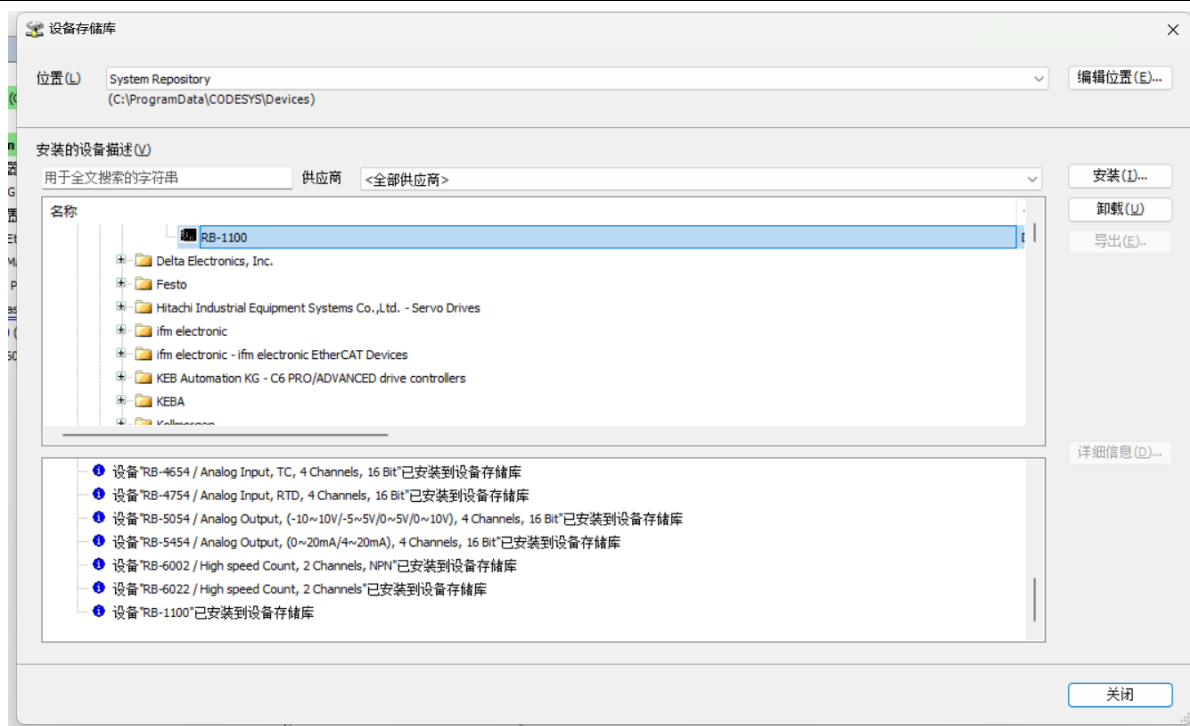 设备存储库
位置(L) System Repository 编辑位置(E)...
(C:\ProgramData\CODESYS\Devices)
安装的设备描述(V)
用于全文搜索的字符串 供应商 <全部供应商> 安装(I)...
名称 卸载(U)
RB-1100 导出(E)..
Delta Electronics, Inc.
Festo
Hitachi Industrial Equipment Systems Co.,Ltd. - Servo Drives
ifm electronic
ifm electronic - ifm electronic EtherCAT Devices
KEB Automation KG - C6 PRO/ADVANCED drive controllers
KEBA
Kollmorgen
详细信息(D)...
设备"RB-4654 / Analog Input, TC, 4 Channels, 16 Bit"已安装到设备存储库
设备"RB-4754 / Analog Input, RTD, 4 Channels, 16 Bit"已安装到设备存储库
设备"RB-5054 / Analog Output, (-10~10V/-5~5V/0~5V/0~10V), 4 Channels, 16 Bit"已安装到设备存储库
设备"RB-5454 / Analog Output, (0~20mA/4~20mA), 4 Channels, 16 Bit"已安装到设备存储库
设备"RB-6002 / High speed Count, 2 Channels, NPN"已安装到设备存储库
设备"RB-6022 / High speed Count, 2 Channels"已安装到设备存储库
设备"RB-1100"已安装到设备存储库
关闭